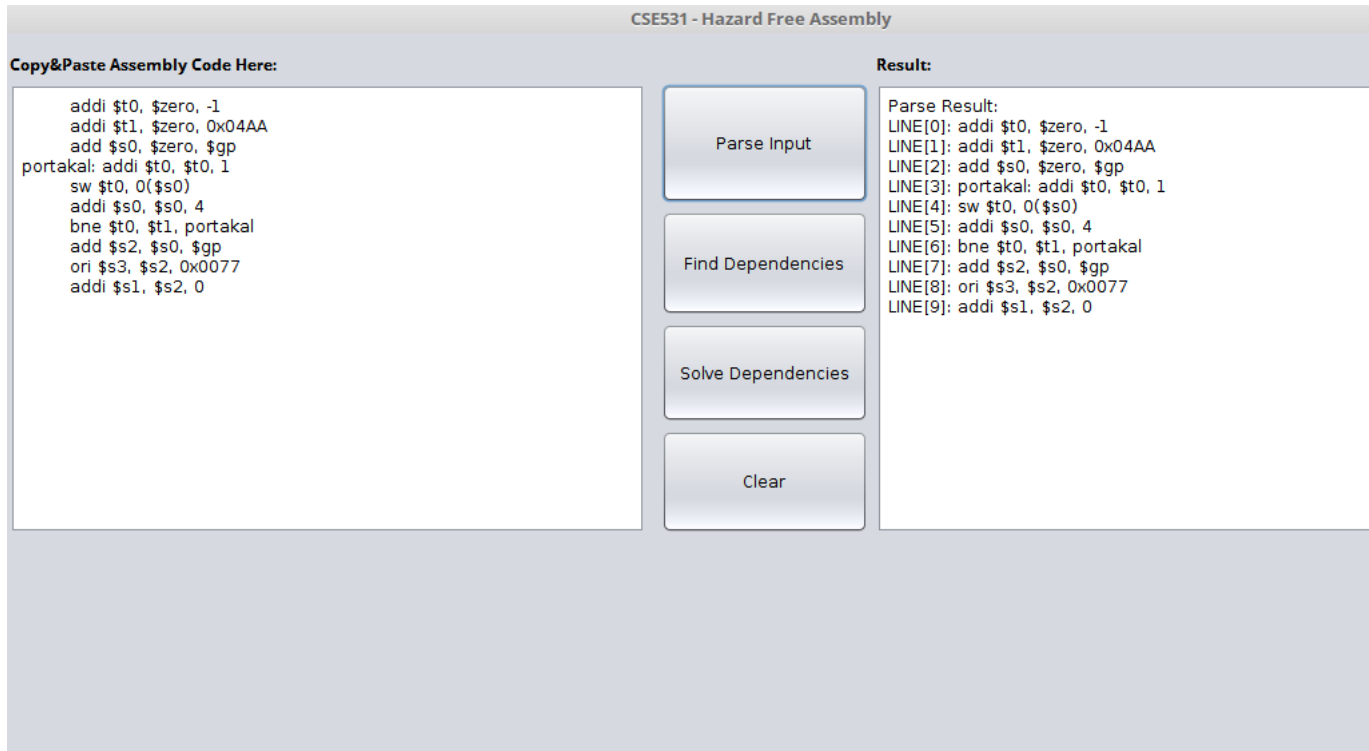 CSE531 - Hazard Free Assembly
Copy&Paste Assembly Code Here:
addi $t0, $zero, -1
addi $t1, $zero, 0x04AA
add $s0, $zero, $gp
portakal: addi $t0, $t0, 1
sw $t0, 0($s0)
addi $s0, $s0, 4
bne $t0, $t1, portakal
add $s2, $s0, $gp
ori $s3, $s2, 0x0077
addi $s1, $s2, 0
Parse Input
Find Dependencies
Solve Dependencies
Clear
Result:
Parse Result:
LINE[0]: addi $t0, $zero, -1
LINE[1]: addi $t1, $zero, 0x04AA
LINE[2]: add $s0, $zero, $gp
LINE[3]: portakal: addi $t0, $t0, 1
LINE[4]: sw $t0, 0($s0)
LINE[5]: addi $s0, $s0, 4
LINE[6]: bne $t0, $t1, portakal
LINE[7]: add $s2, $s0, $gp
LINE[8]: ori $s3, $s2, 0x0077
LINE[9]: addi $s1, $s2, 0